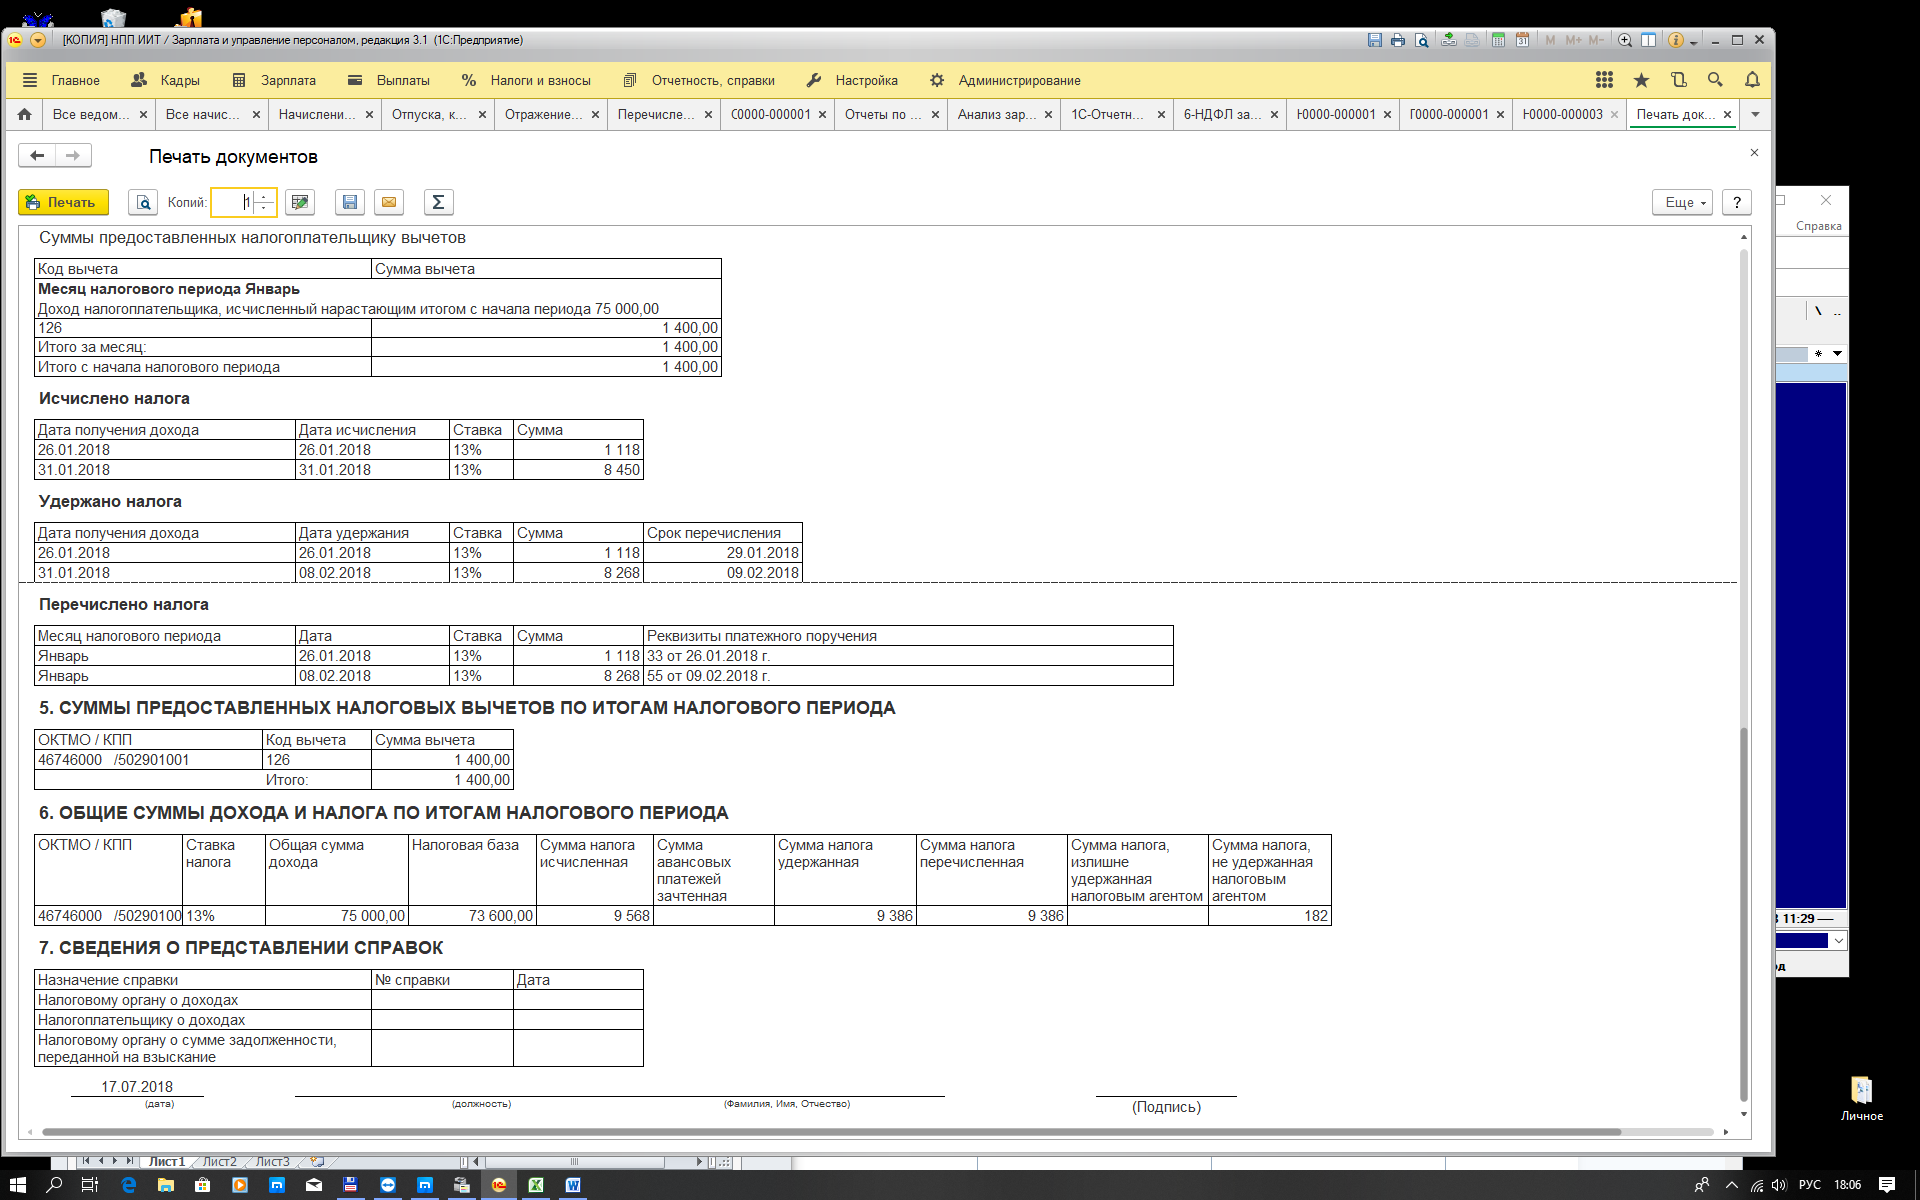 [КОПИЯ] НПП ИИТ / Зарплата и управление персоналом, редакция 3.1 (1С:Предприятие)
M M+ M-
Главное Кадры Зарплата Выплаты % Налоги и взносы Отчетность, справки Настройка Администрирование
Все ведом... × Все начис... × Начислени... × Отпуска, к... × Отражение... × Перечисле... × 0000-000001 × Отчеты по ... × Анализ зар... × 1С-Отчетн... × 6-НДФЛ за... × 0000-000001 × 0000-000001 × 0000-000003 × Печать док... ×
Печать документов
Печать Копий: 1 Σ Еще ?
Суммы предоставленных налогоплательщику вычетов
Код вычета Сумма вычета
Месяц налогового периода Январь
Доход налогоплательщика, исчисленный нарастающим итогом с начала периода 75 000,00
126 1 400,00
Итого за месяц: 1 400,00
Итого с начала налогового периода 1 400,00
Исчислено налога
Дата получения дохода Дата исчисления Ставка Сумма
26.01.2018 26.01.2018 13% 1 118
31.01.2018 31.01.2018 13% 8 450
Удержано налога
Дата получения дохода Дата удержания Ставка Сумма Срок перечисления
26.01.2018 26.01.2018 13% 1 118 29.01.2018
31.01.2018 08.02.2018 13% 8 268 09.02.2018
Перечислено налога
Месяц налогового периода Дата Ставка Сумма Реквизиты платежного поручения
Январь 26.01.2018 13% 1 118 33 от 26.01.2018 г.
Январь 08.02.2018 13% 8 268 55 от 09.02.2018 г.
5. СУММЫ ПРЕДОСТАВЛЕННЫХ НАЛОГОВЫХ ВЫЧЕТОВ ПО ИТОГАМ НАЛОГОВОГО ПЕРИОДА
ОКТМО / КПП Код вычета Сумма вычета
46746000 /502901001 126 1 400,00
Итого: 1 400,00
6. ОБЩИЕ СУММЫ ДОХОДА И НАЛОГА ПО ИТОГАМ НАЛОГОВОГО ПЕРИОДА
ОКТМО / КПП Ставка налога Общая сумма дохода Налоговая база Сумма налога исчисленная Сумма авансовых платежей зачтенная Сумма налога удержанная Сумма налога перечисленная Сумма налога, излишне удержанная налоговым агентом Сумма налога, не удержанная налоговым агентом
46746000 /50290100 13% 75 000,00 73 600,00 9 568 9 386 9 386 182
7. СВЕДЕНИЯ О ПРЕДСТАВЛЕНИИ СПРАВОК
Назначение справки № справки Дата
Налоговому органу о доходах
Налогоплательщику о доходах
Налоговому органу о сумме задолженности,
переданной на взыскание
17.07.2018
(дата) (должность) (Фамилия, Имя, Отчество) (Подпись)
Справка
11:29
Личное
Лист1 Лист2 Лист3
РУС 18:06